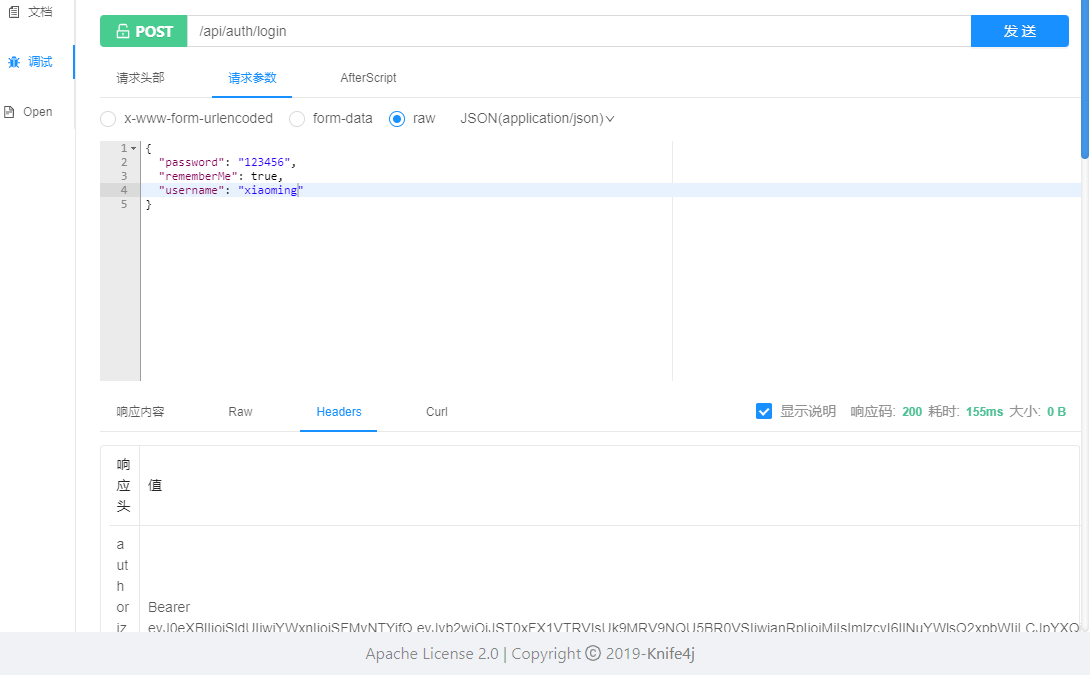 文档
POST /api/auth/login 发 送
调试
请求头部 请求参数 AfterScript
Open
x-www-form-urlencoded form-data raw JSON(application/json)
1 {
2 "password": "123456",
3 "rememberMe": true,
4 "username": "xiaoming"
5 }
响应内容 Raw Headers Curl 显示说明 响应码: 200 耗时: 155ms 大小: 0 B
响
应 值
头
a
ut
h
or Bearer
iz
Apache License 2.0 | Copyright © 2019-Knife4j